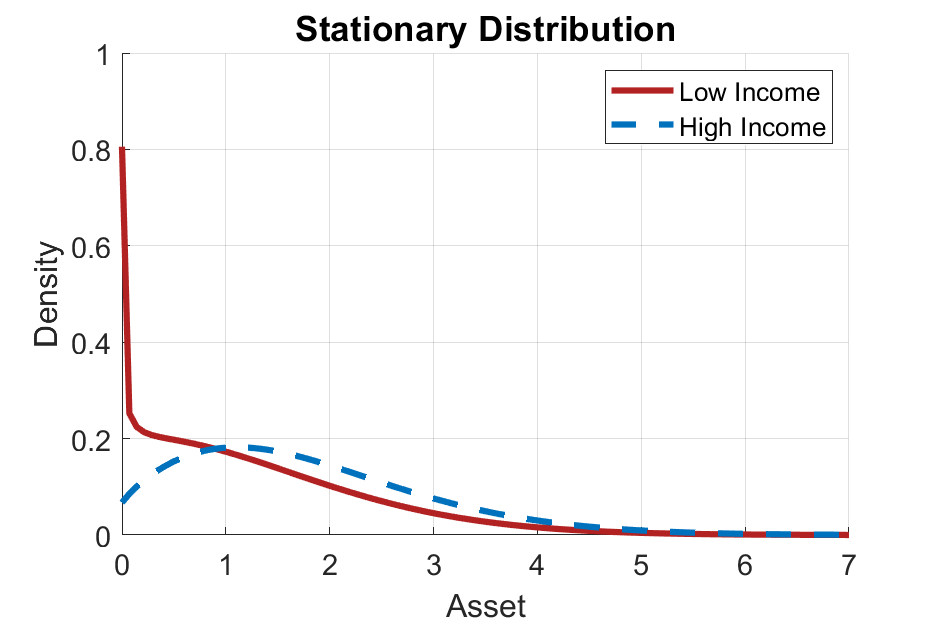 Stationary Distribution
Low Income
High Income
1
0.8
0.6
0.4
0.2
0
Density
0 1 2 3 4 5 6 7
Asset